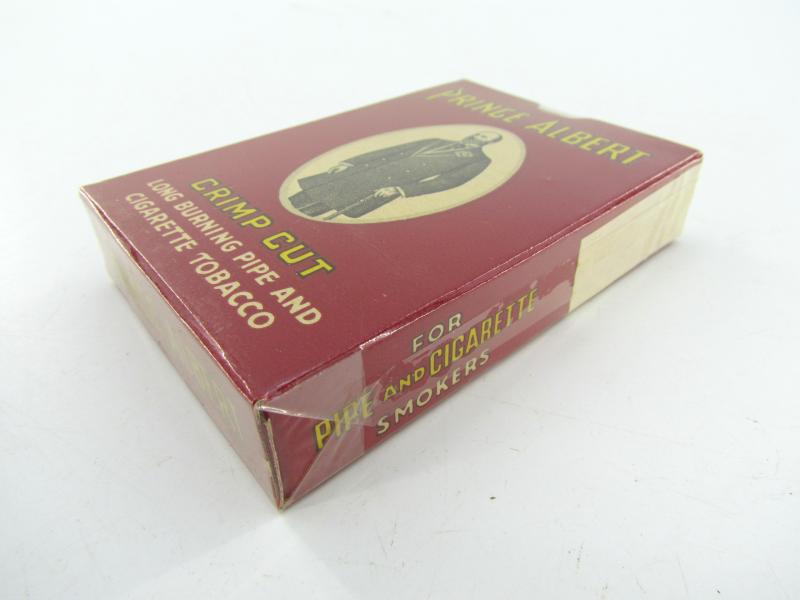 PRINCE ALBERT
CRIMP CUT
LONG BURNING PIPE AND
CIGARETTE TOBACCO
FOR
PIPE AND CIGARETTE
SMOKERS